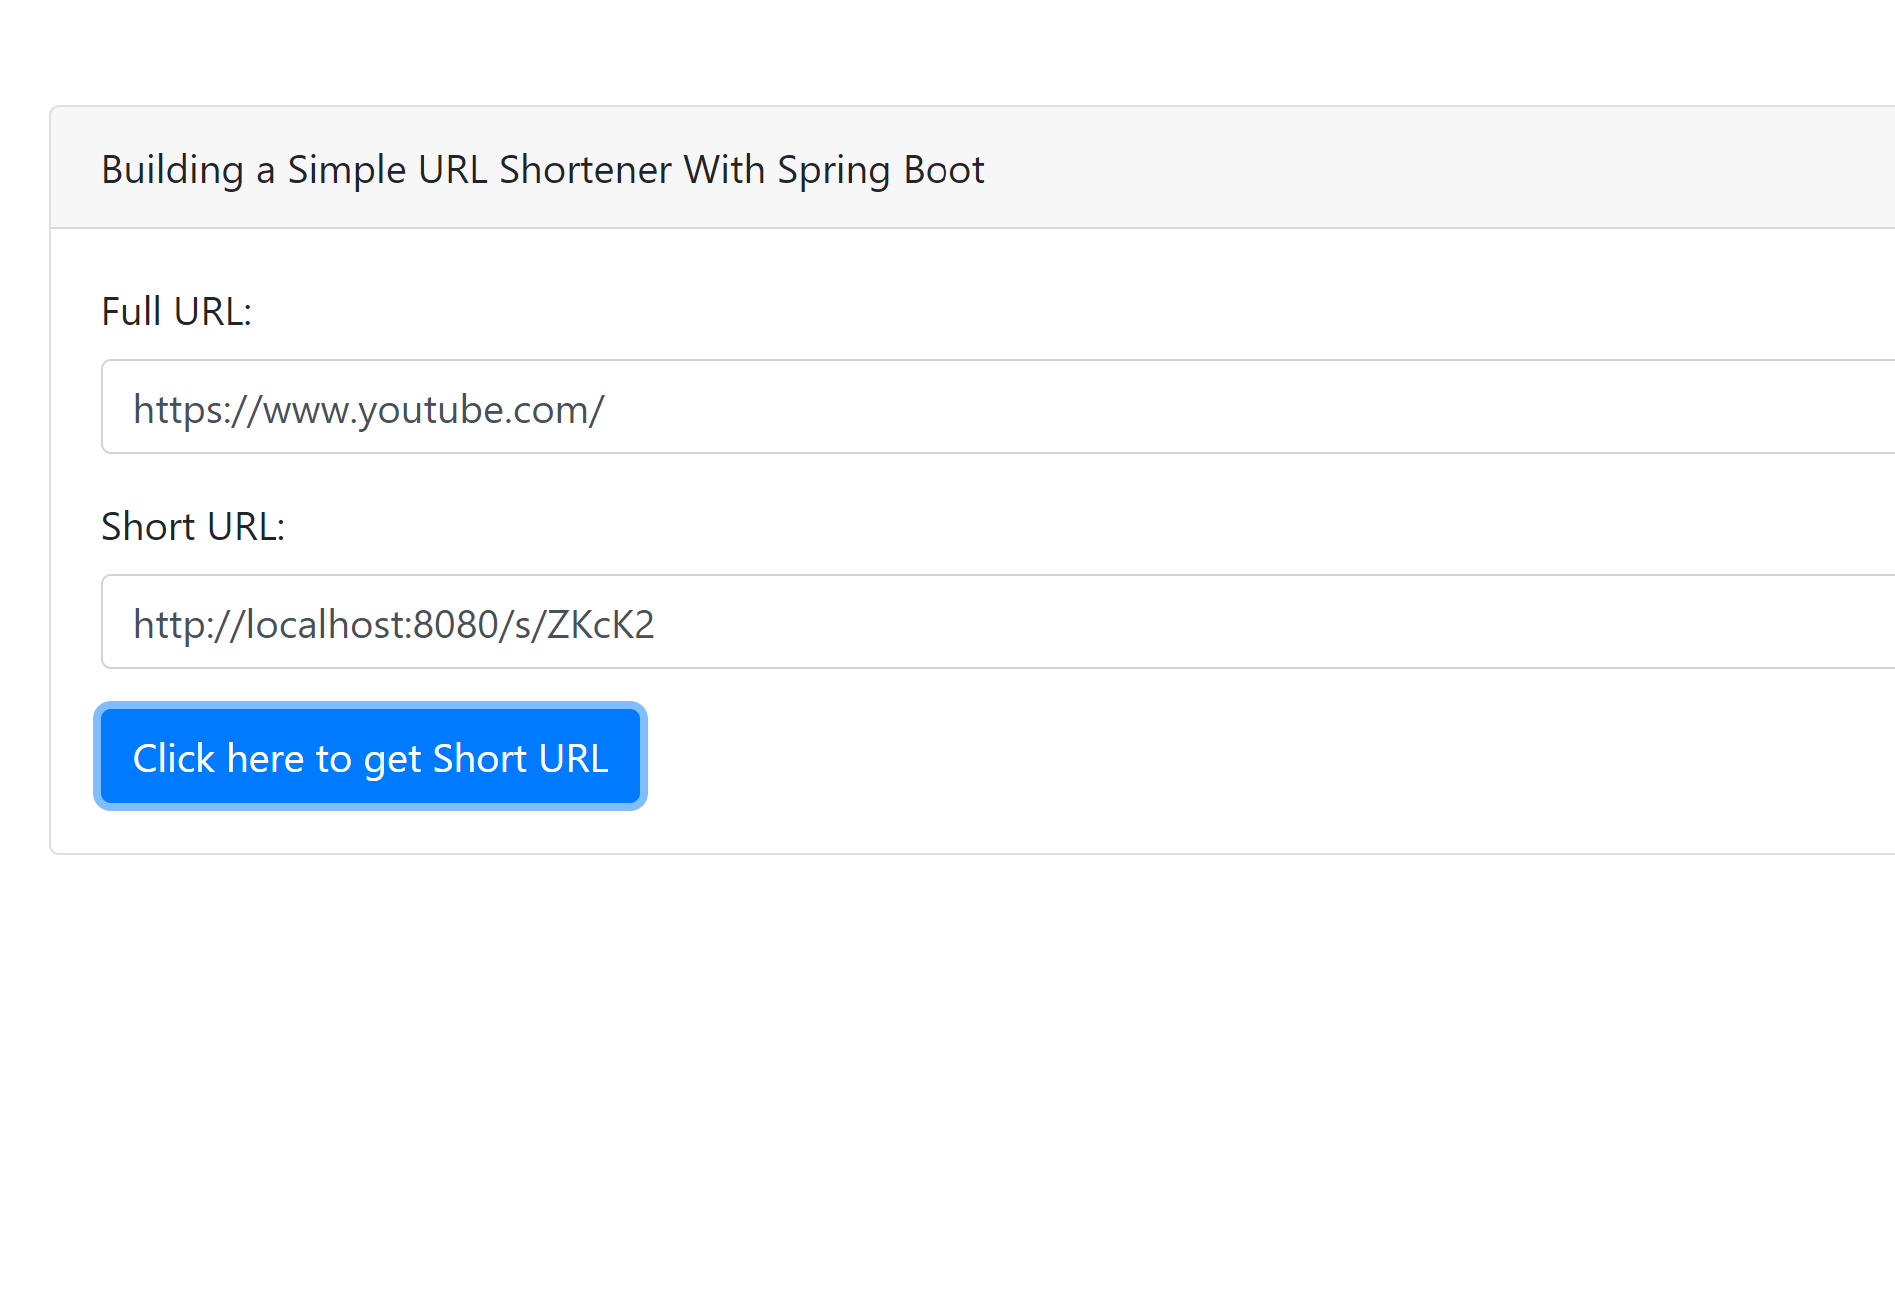 Building a Simple URL Shortener With Spring Boot
Full URL:
https://www.youtube.com/
Short URL:
http://localhost:8080/s/ZKcK2
Click here to get Short URL